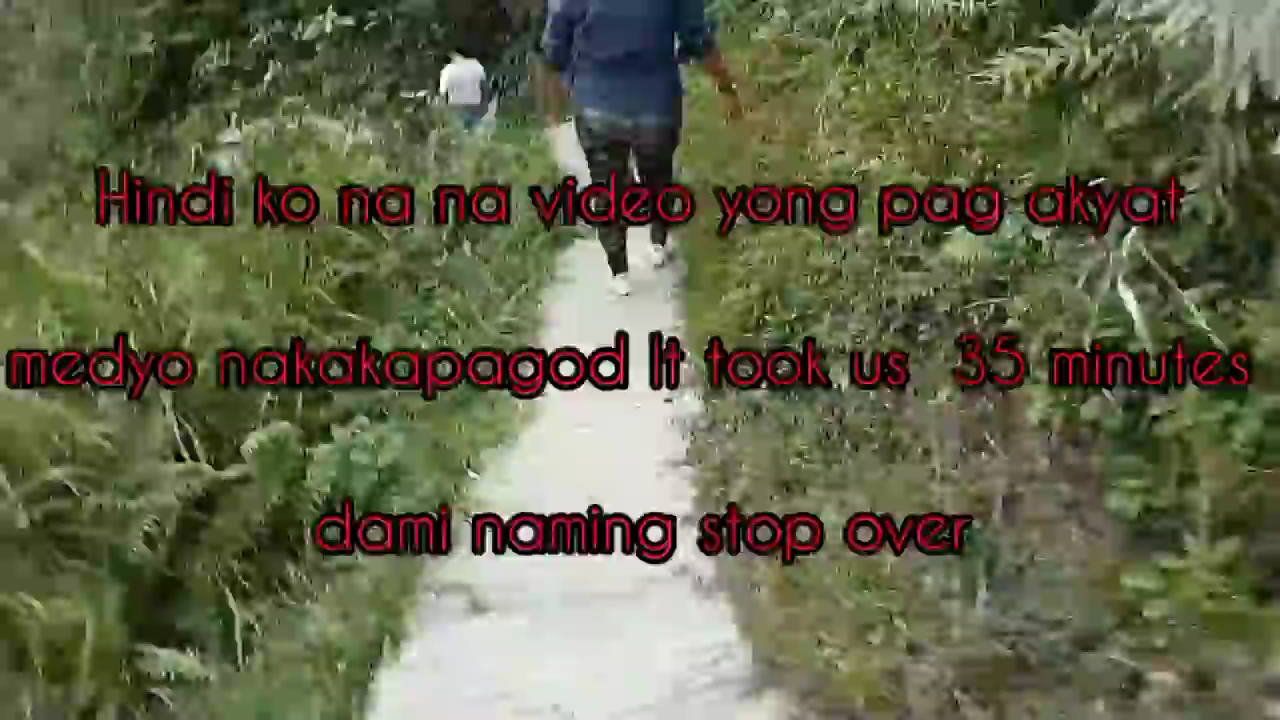 Hindi ko na na video yong pag akyat
medyo nakakapagod It took us 35 minutes
dami naming stop over